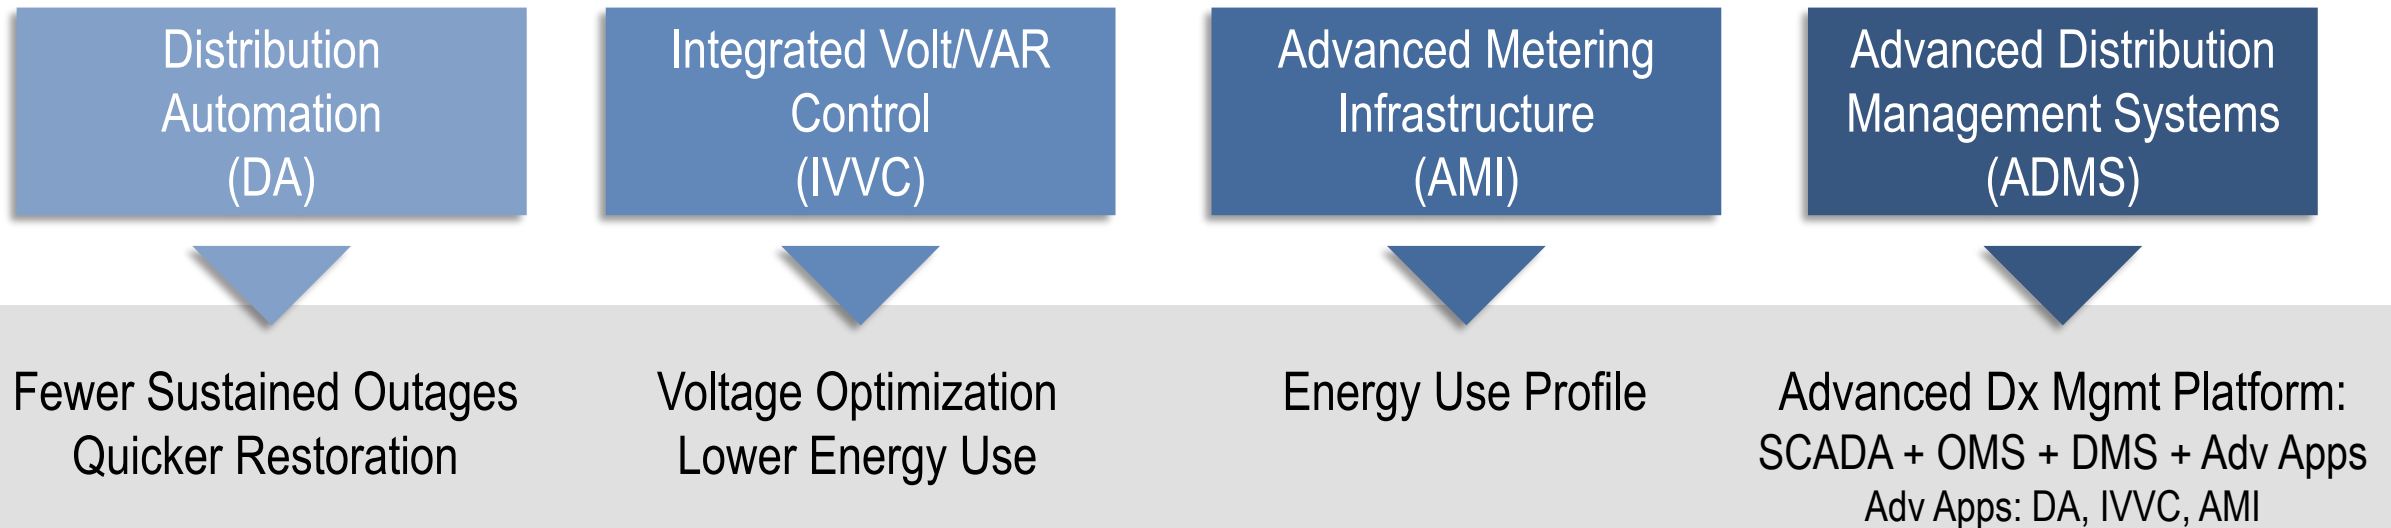 Distribution
Automation
(DA)
Integrated Volt/VAR
Control
(IVVC)
Advanced Metering
Infrastructure
(AMI)
Advanced Distribution
Management Systems
(ADMS)
Fewer Sustained Outages
Quicker Restoration
Voltage Optimization
Lower Energy Use
Energy Use Profile
Advanced Dx Mgmt Platform:
SCADA + OMS + DMS + Adv Apps
Adv Apps: DA, IVVC, AMI